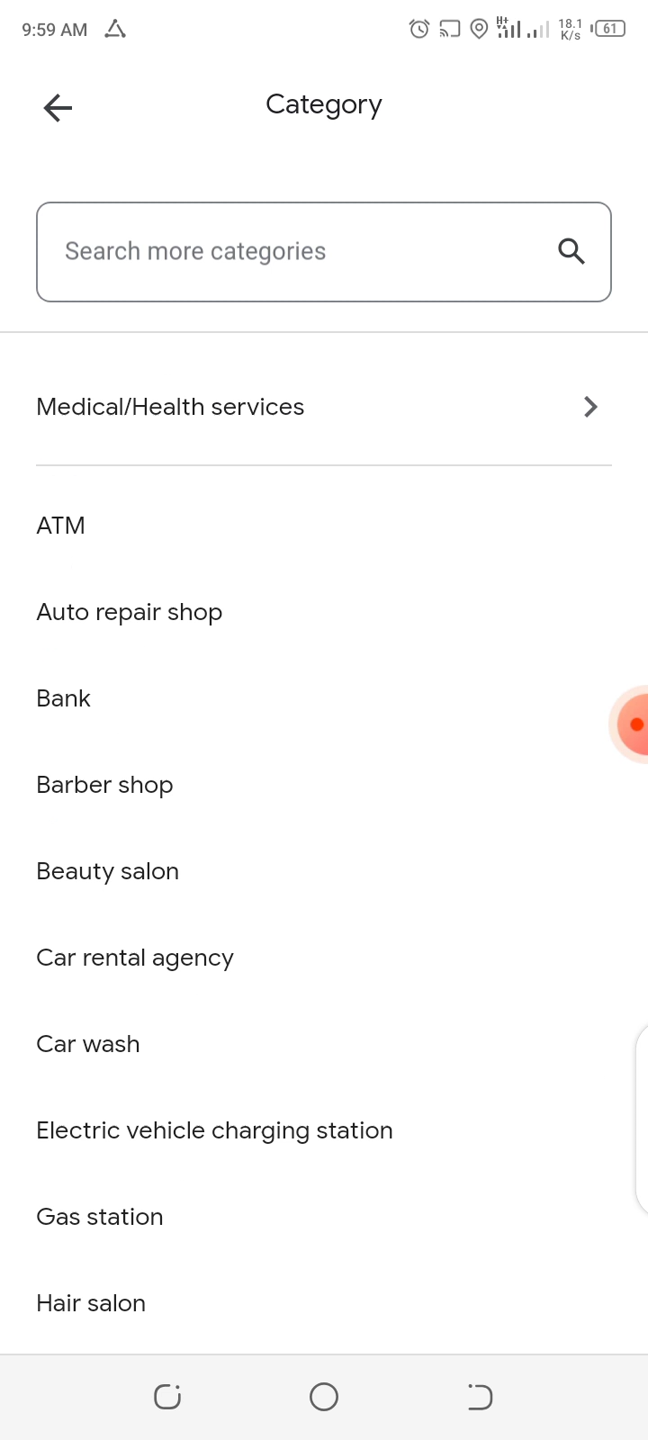 9:59 AM
H+
18.1
K/s
61
Category
Search more categories
Medical/Health services
ATM
Auto repair shop
Bank
Barber shop
Beauty salon
Car rental agency
Car wash
Electric vehicle charging station
Gas station
Hair salon